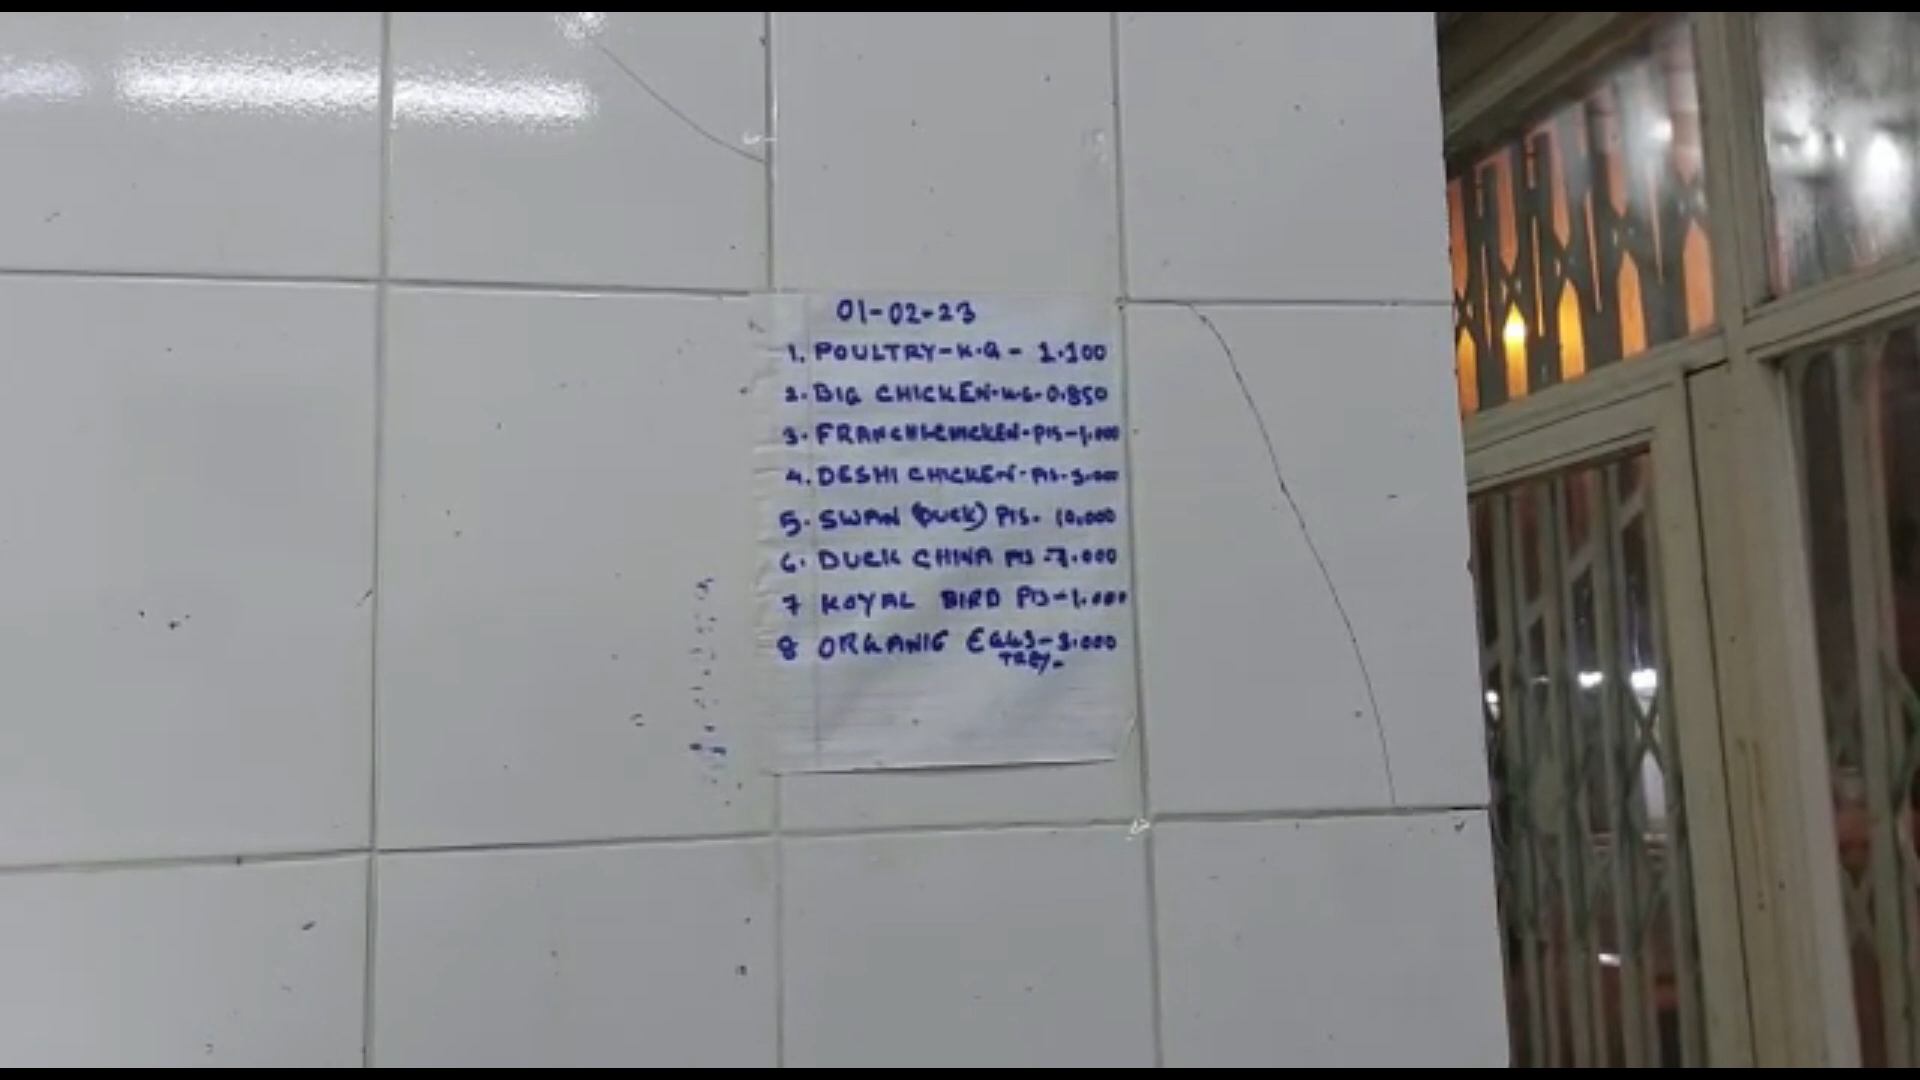 01-02-23
1. POULTRY-K.G - 1.100
2. BIG CHICKEN-K.G-0.850
3. FRANCHI-CHICKEN-PIS-1.000
4. DESHI CHICKEN-PIS-3.000
5. SWAN (DUCK) PIS- 10.000
6. DUCK CHINA PIS-7.000
7 KOYAL BIRD PIS-1.000
8 ORGANIC EGGS-3.000
TREY-